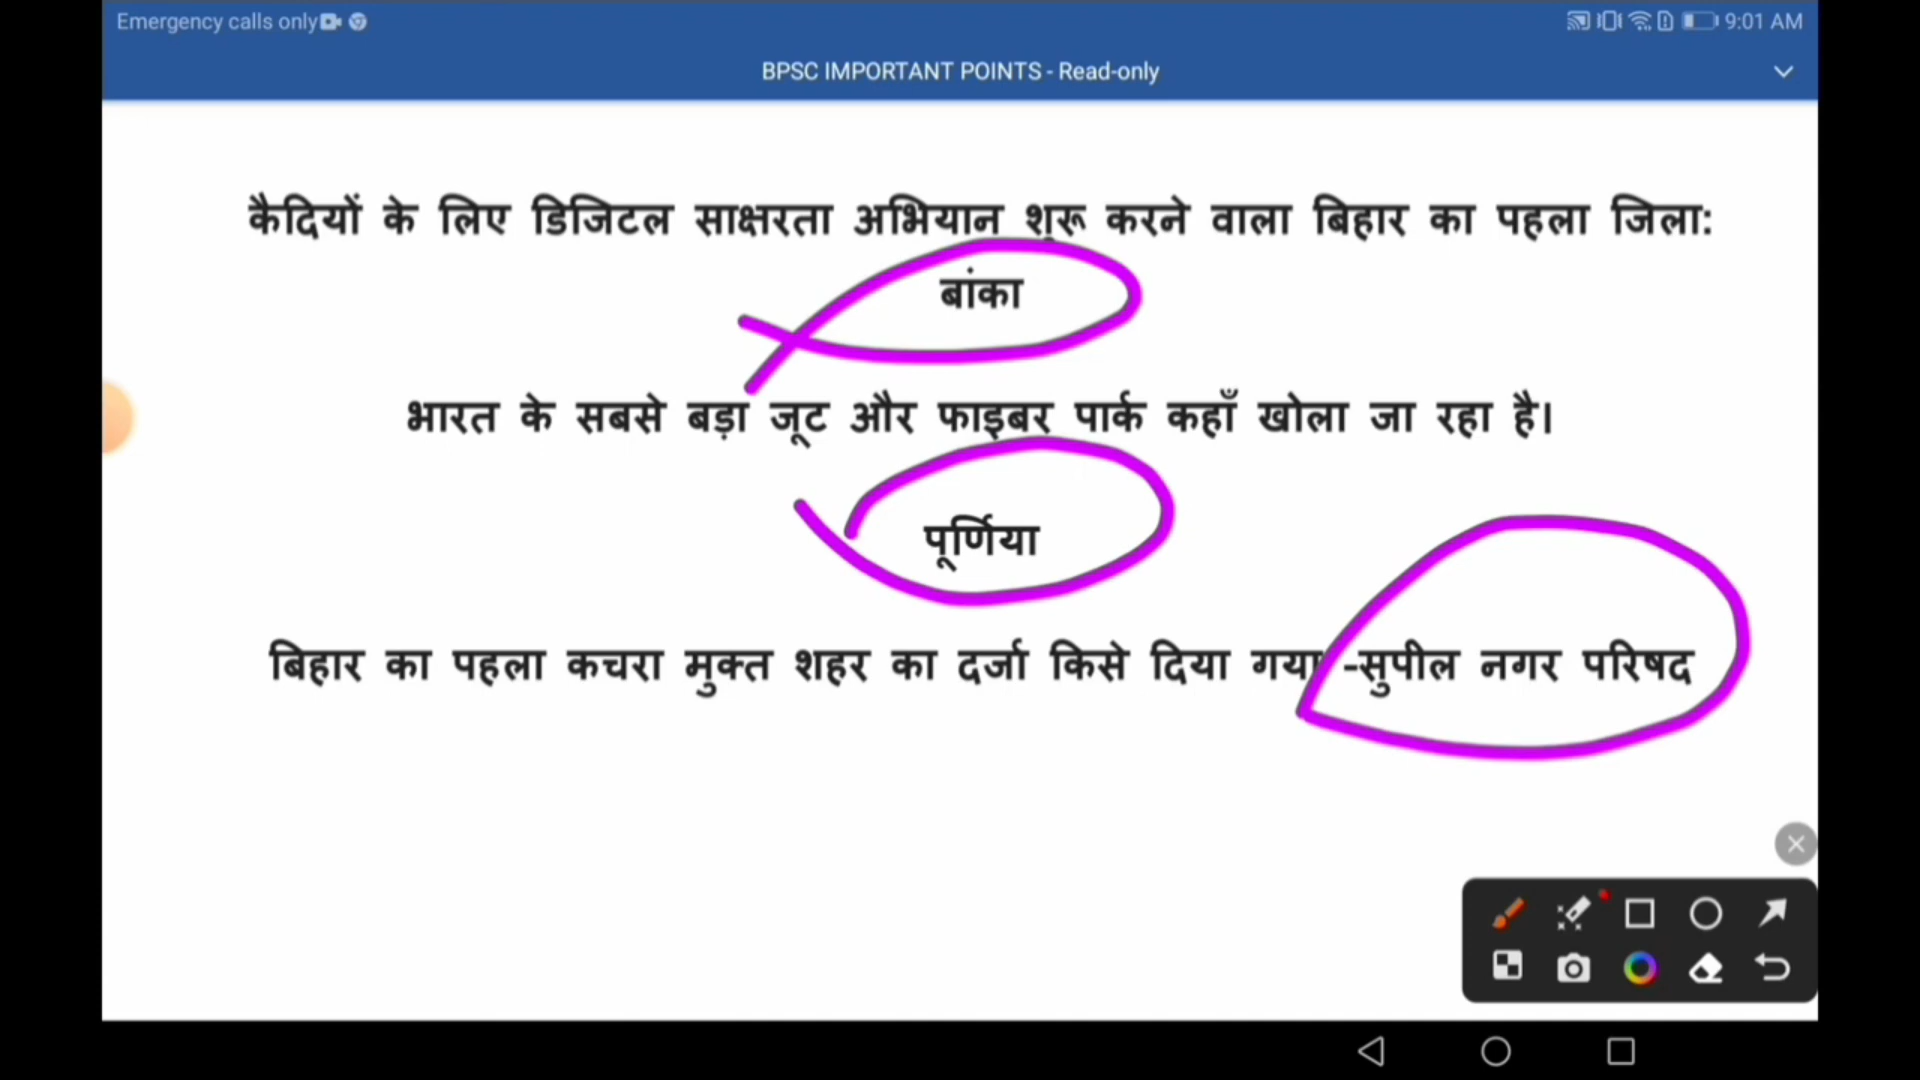 Emergency calls only
9:01 AM
BPSC IMPORTANT POINTS - Read-only
कैदियों के लिए डिजिटल साक्षरता अभियान शुरू करने वाला बिहार का पहला जिला:
बांका
भारत के सबसे बड़ा जूट और फाइबर पार्क कहाँ खोला जा रहा है।
पूर्णिया
बिहार का पहला कचरा मुक्त शहर का दर्जा किसे दिया गया -सुपील नगर परिषद